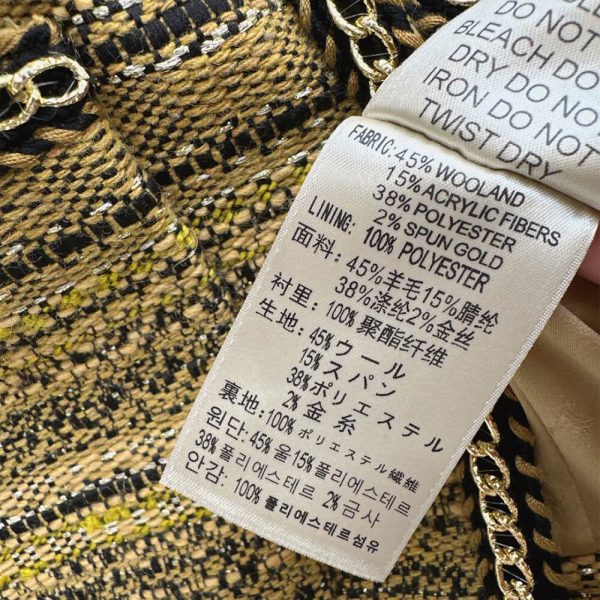 DO NOT
BLEACH DO
DRY DO NO
IRON DO NOT
TWIST DRY
FABRIC: 45% WOOLAND
15% ACRYLIC FIBERS
38% POLYESTER
2% SPUN GOLD
LINING: 100% POLYESTER
面料: 45%羊毛15%腈纶
38%涤纶2%金丝
衬里: 100%聚酯纤维
生地: 45%ウール
15%スパン
38%ポリエステル
2%金糸
裏地:100%ポリエステル繊維
원단: 45%울 15%폴리에스테르
38%폴리에스테르 2%금사
안감: 100% 폴리에스테르섬유